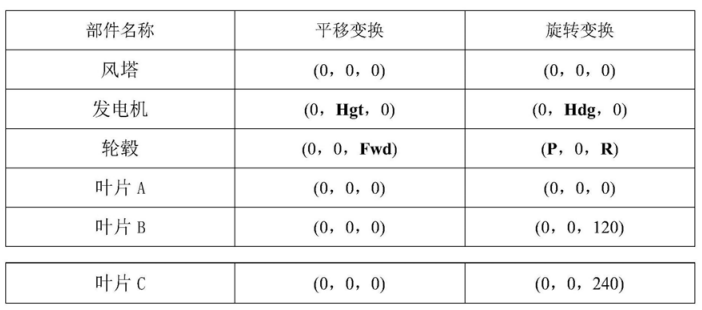 部件名称 平移变换 旋转变换
风塔 (0，0，0) (0，0，0)
发电机 (0，Hgt，0) (0，Hdg，0)
轮毂 (0，0，Fwd) (P，0，R)
叶片 A (0，0，0) (0，0，0)
叶片 B (0，0，0) (0，0，120)
叶片 C (0，0，0) (0，0，240)